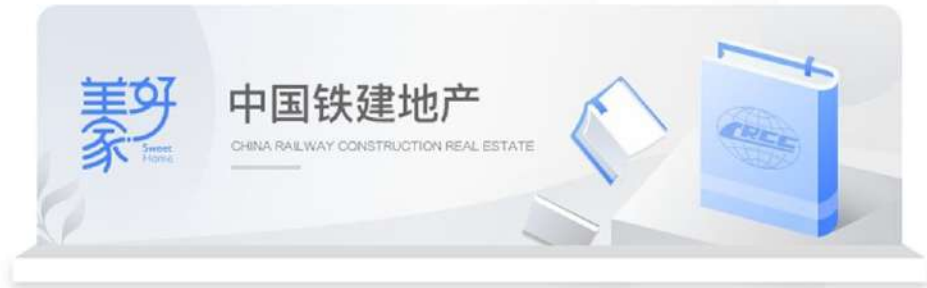 美好家
Sweet
Home
中国铁建地产
CHINA RAILWAY CONSTRUCTION REAL ESTATE
CRCC